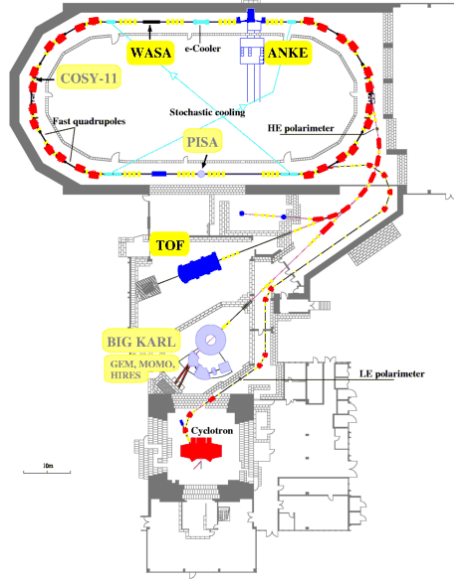 e-Cooler
WASA
ANKE
COSY-11
Stochastic cooling
Fast quadrupoles
HE polarimeter
PISA
TOF
BIG KARL
GEM, MOMO,
HIRES
LE polarimeter
Cyclotron
10m